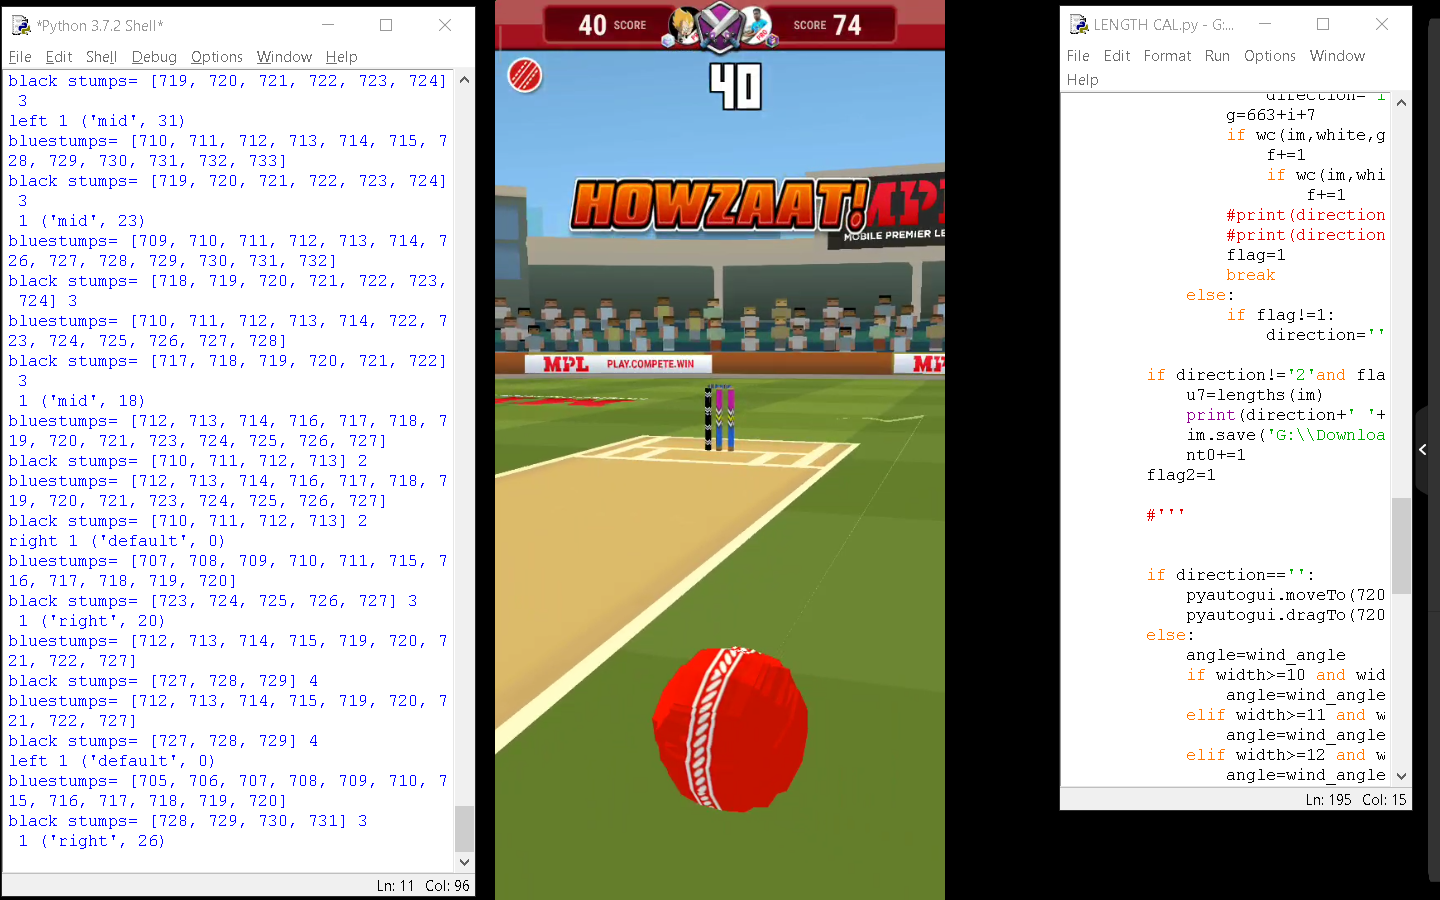 *Python 3.7.2 Shell*
File Edit Shell Debug Options Window Help
black stumps= [719, 720, 721, 722, 723, 724]
3
left 1 ('mid', 31)
bluestumps= [710, 711, 712, 713, 714, 715, 7
28, 729, 730, 731, 732, 733]
black stumps= [719, 720, 721, 722, 723, 724]
3
1 ('mid', 23)
bluestumps= [709, 710, 711, 712, 713, 714, 7
26, 727, 728, 729, 730, 731, 732]
black stumps= [718, 719, 720, 721, 722, 723,
724] 3
bluestumps= [710, 711, 712, 713, 714, 722, 7
23, 724, 725, 726, 727, 728]
black stumps= [717, 718, 719, 720, 721, 722]
3
1 ('mid', 18)
bluestumps= [712, 713, 714, 716, 717, 718, 7
19, 720, 721, 723, 724, 725, 726, 727]
black stumps= [710, 711, 712, 713] 2
bluestumps= [712, 713, 714, 716, 717, 718, 7
19, 720, 721, 723, 724, 725, 726, 727]
black stumps= [710, 711, 712, 713] 2
right 1 ('default', 0)
bluestumps= [707, 708, 709, 710, 711, 715, 7
16, 717, 718, 719, 720]
black stumps= [723, 724, 725, 726, 727] 3
1 ('right', 20)
bluestumps= [712, 713, 714, 715, 719, 720, 7
21, 722, 727]
black stumps= [727, 728, 729] 4
bluestumps= [712, 713, 714, 715, 719, 720, 7
21, 722, 727]
black stumps= [727, 728, 729] 4
left 1 ('default', 0)
bluestumps= [705, 706, 707, 708, 709, 710, 7
15, 716, 717, 718, 719, 720]
black stumps= [728, 729, 730, 731] 3
1 ('right', 26)
Ln: 11 Col: 96
40 SCORE SCORE 74
PRO
40
HOWZAAT!
MPL
MOBILE PREMIER LE
MPL PLAY.COMPETE.WIN MPL
LENGTH CAL.py - G:...
File Edit Format Run Options Window
Help
direction='l
g=663+i+7
if wc(im,white,g
f+=1
if wc(im,whi
f+=1
#print(direction
#print(direction
flag=1
break
else:
if flag!=1:
direction=''
if direction!='2'and fla
u7=lengths(im)
print(direction+' '+
im.save('G:\\Downloa
nt0+=1
flag2=1
#'''
if direction=='':
pyautogui.moveTo(720
pyautogui.dragTo(720
else:
angle=wind_angle
if width>=10 and wid
angle=wind_angle
elif width>=11 and w
angle=wind_angle
elif width>=12 and w
angle=wind_angle
Ln: 195 Col: 15